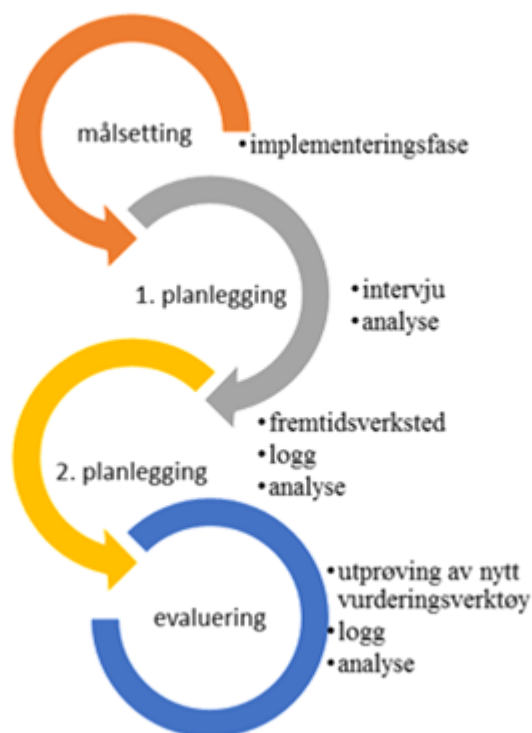 målsetting
•implementeringsfase
1. planlegging
•intervju
•analyse
•fremtidsverksted
•logg
•analyse
2. planlegging
•utprøving av nytt
vurderingsverktøy
•logg
•analyse
evaluering